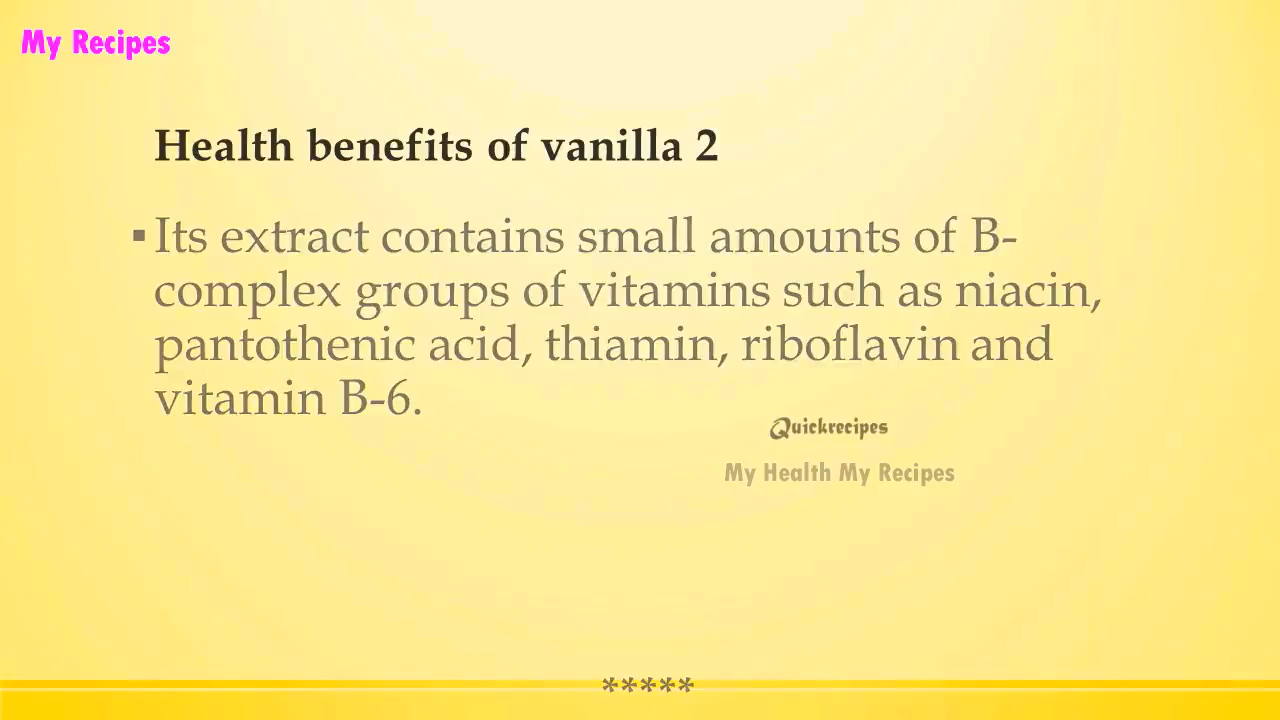 My Recipes
Health benefits of vanilla 2
▪Its extract contains small amounts of B-
complex groups of vitamins such as niacin,
pantothenic acid, thiamin, riboflavin and
vitamin B-6.
Quickrecipes
My Health My Recipes
*****